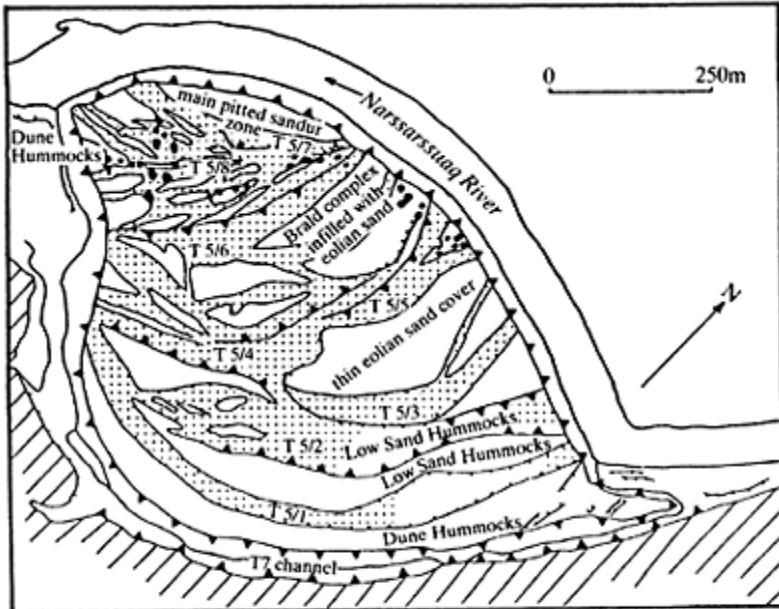 0 250m
Narssarssuaq River
N
main pitted sandur
zone
T 5/7
Dune
Hummocks
T 5/8
Braid complex
infilled with
eolian sand
T 5/6
T 5/5
thin eolian sand cover
T 5/4
T 5/3
Low Sand Hummocks
T 5/2
Low Sand Hummocks
T 5/1
Dune Hummocks
T7 channel